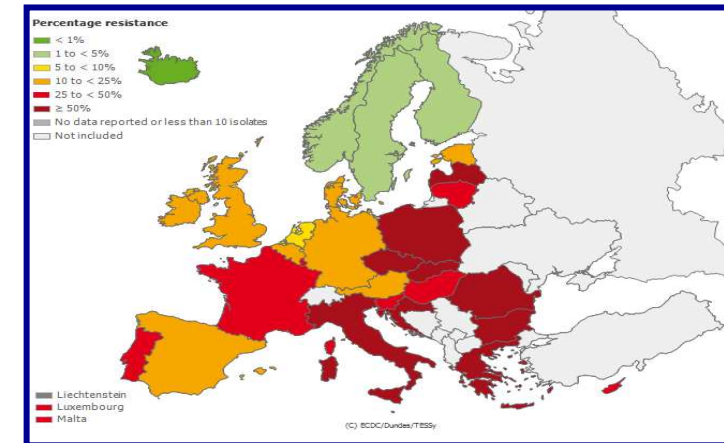 Percentage resistance
< 1%
1 to < 5%
5 to < 10%
10 to < 25%
25 to < 50%
≥ 50%
No data reported or less than 10 isolates
Not included
Liechtenstein
Luxembourg
Malta
(C) ECDC/Dundas/TESSy